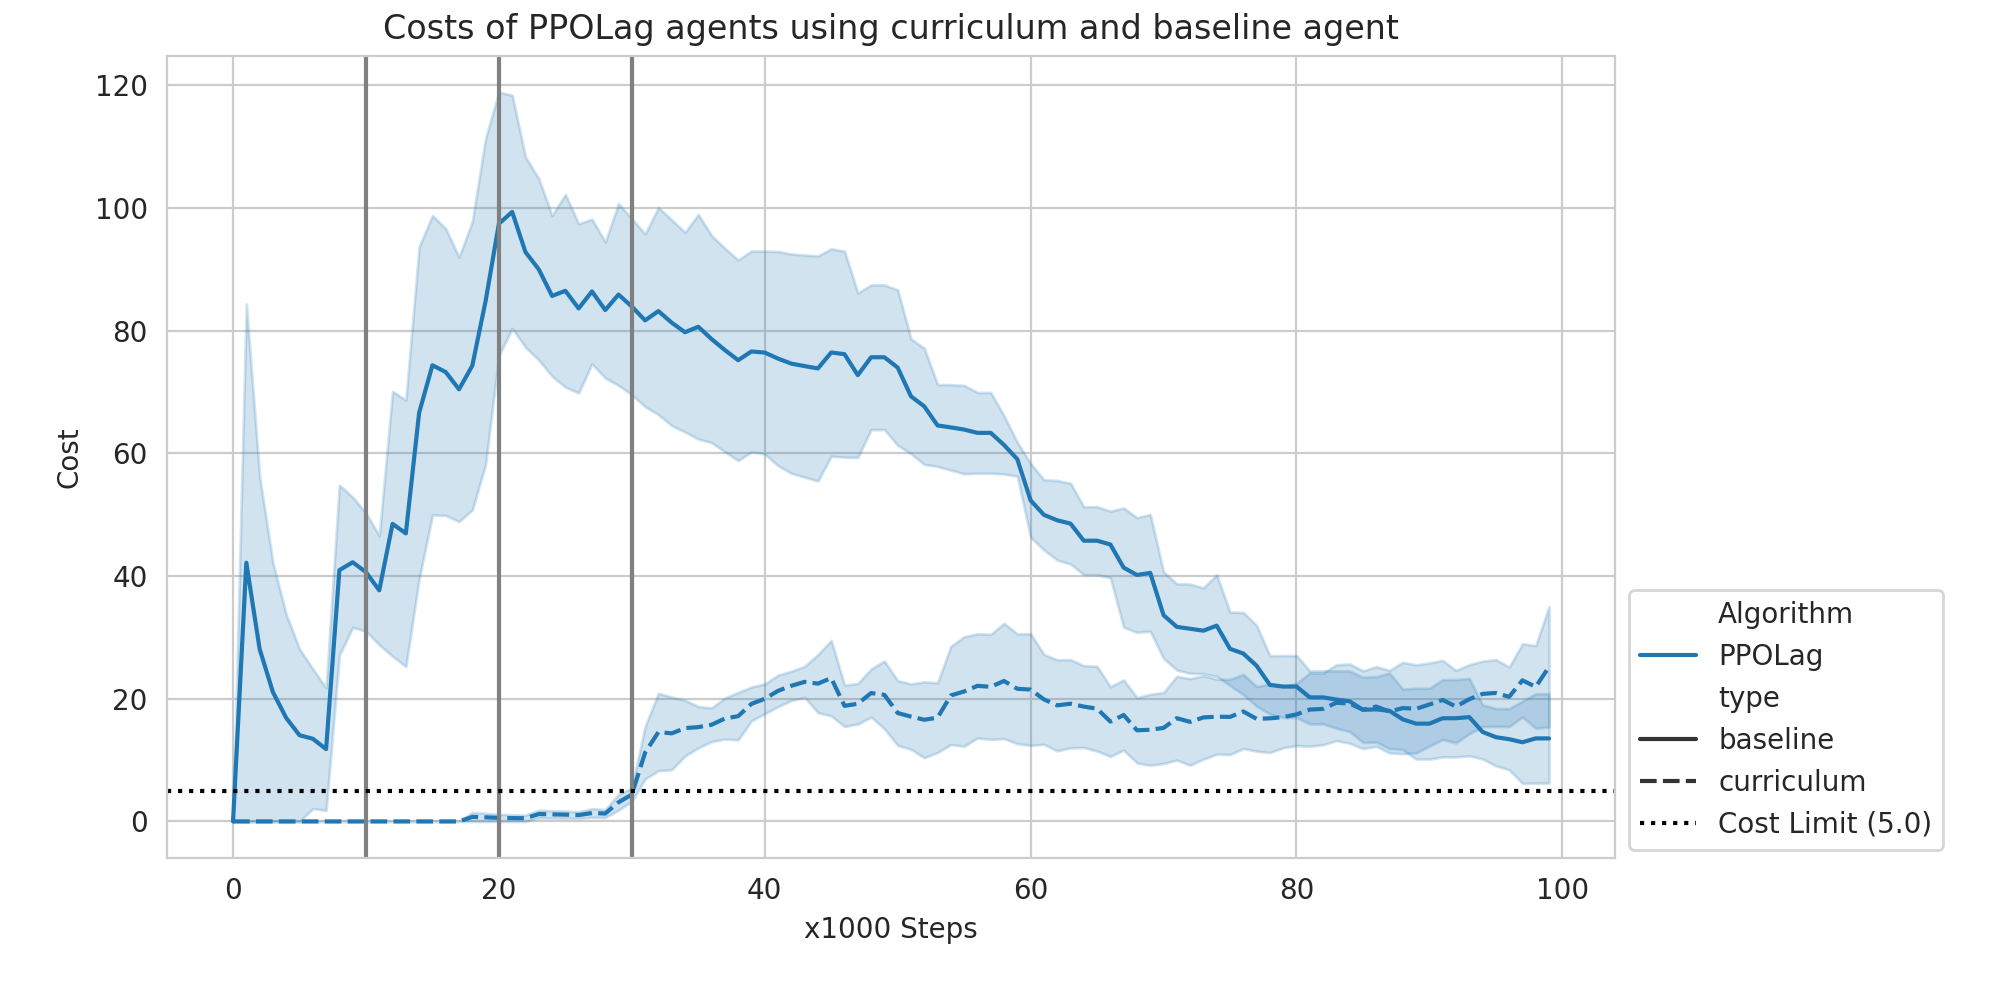 Costs of PPOLag agents using curriculum and baseline agent
120
100
80
60
40
20
0
Cost
0
20
40
60
80
100
x1000 Steps
Algorithm
PPOLag
type
baseline
curriculum
Cost Limit (5.0)